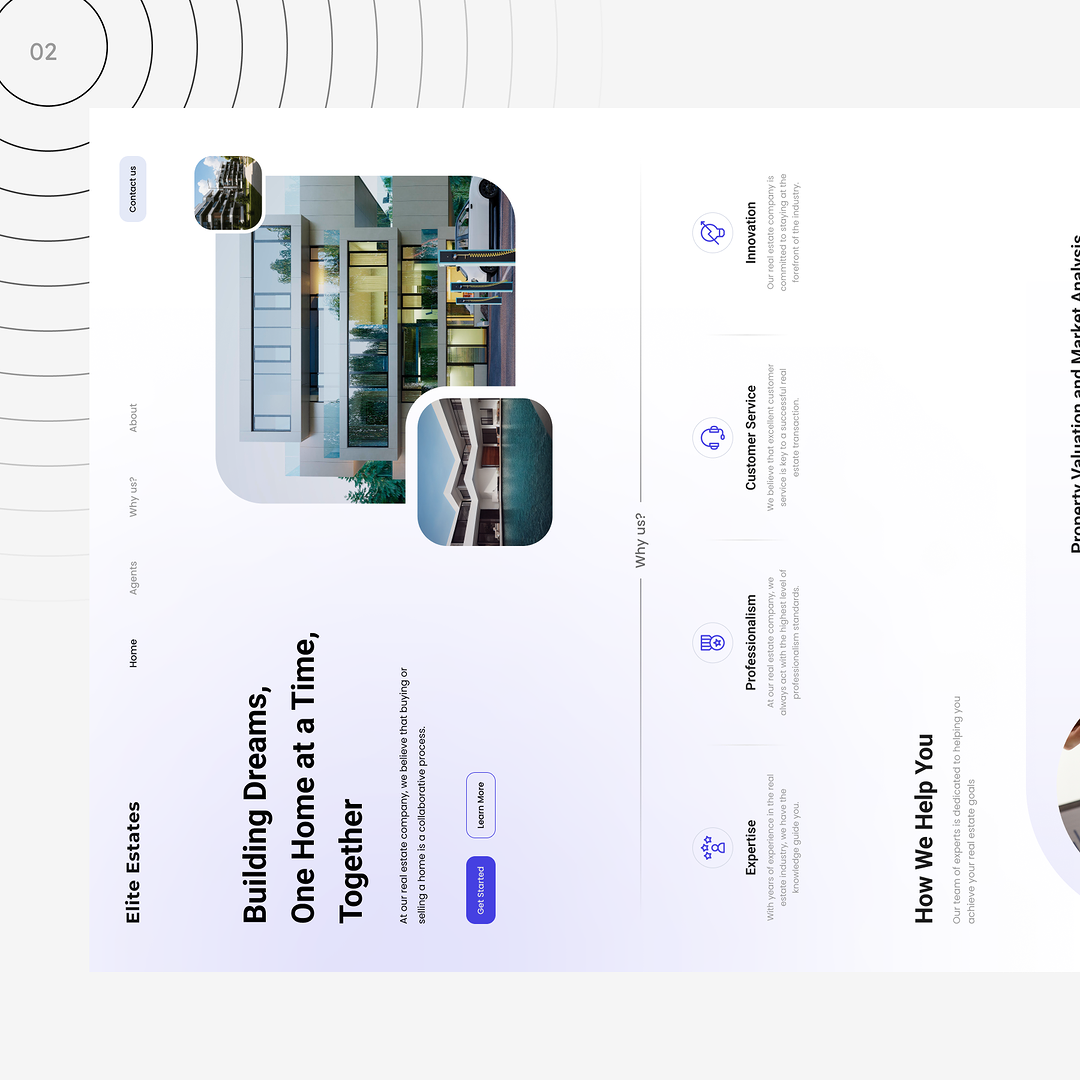 02
Elite Estates
Home
Agents
Why us?
About
Contact us
Building Dreams,
One Home at a Time,
Together
At our real estate company, we believe that buying or
selling a home is a collaborative process.
Get Started
Learn More
Why us?
Expertise
With years of experience in the real
estate industry, we have the
knowledge guide you.
Professionalism
At our real estate company, we
always act with the highest level of
professionalism standards.
Customer Service
We believe that excellent customer
service is key to a successful real
estate transaction.
Innovation
Our real estate company is
committed to staying at the
forefront of the industry.
How We Help You
Our team of experts is dedicated to helping you
achieve your real estate goals
Property Valuation and Market Analysis